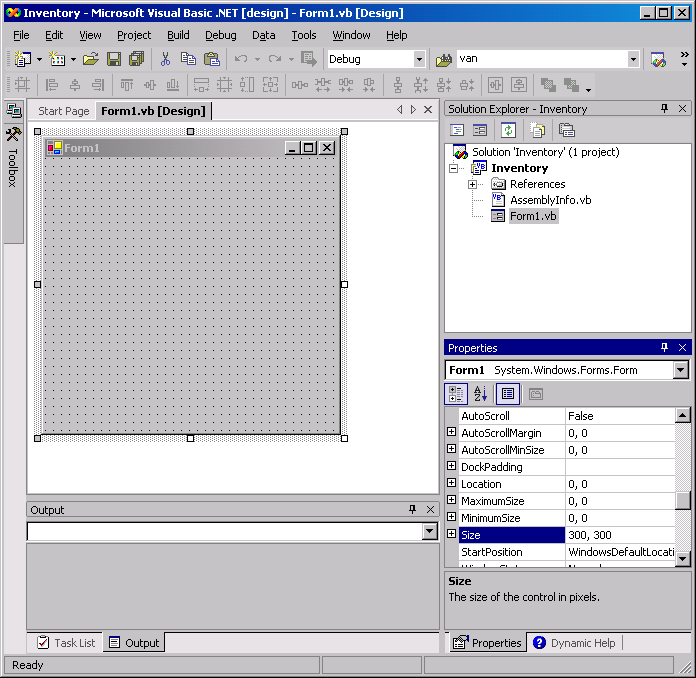 Inventory - Microsoft Visual Basic .NET [design] - Form1.vb [Design]
File Edit View Project Build Debug Data Tools Window Help
Debug van
Toolbox
Start Page Form1.vb [Design]
Form1
Solution Explorer - Inventory
Solution 'Inventory' (1 project)
Inventory
References
AssemblyInfo.vb
Form1.vb
Properties
Form1 System.Windows.Forms.Form
AutoScroll False
AutoScrollMargin 0, 0
AutoScrollMinSize 0, 0
DockPadding
Location 0, 0
MaximumSize 0, 0
MinimumSize 0, 0
Size 300, 300
StartPosition WindowsDefaultLocati
Size
The size of the control in pixels.
Properties Dynamic Help
Output
Task List Output
Ready